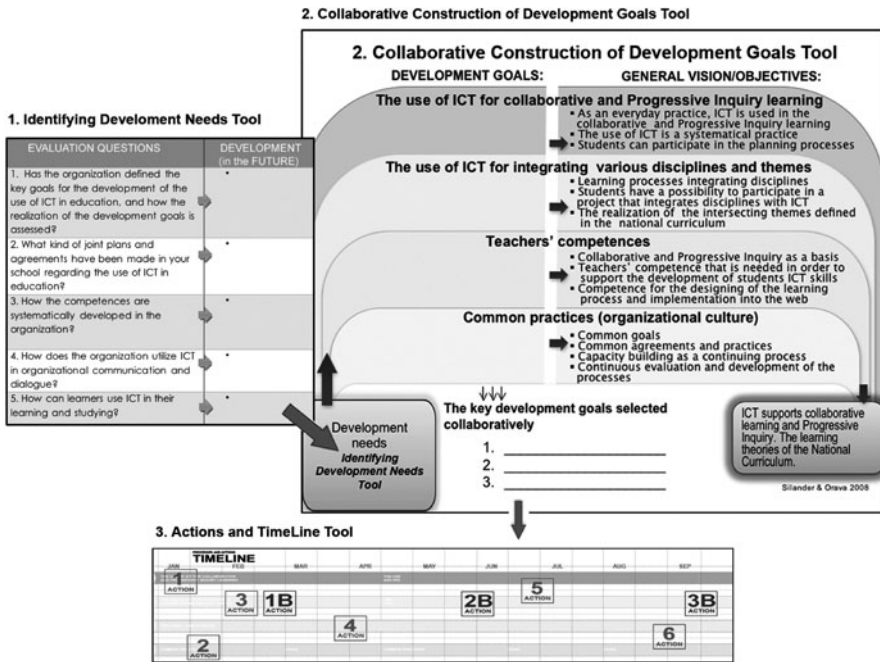 2. Collaborative Construction of Development Goals Tool
2. Collaborative Construction of Development Goals Tool
DEVELOPMENT GOALS:
GENERAL VISION/OBJECTIVES:
The use of ICT for collaborative and Progressive Inquiry learning
▪ As an everyday practice, ICT is used in the
collaborative and Progressive Inquiry learning
▪ The use of ICT is a systematical practice
▪ Students can participate in the planning processes
The use of ICT for integrating various disciplines and themes
▪ Learning processes integrating disciplines
▪ Students have a possibility to participate in a
project that integrates disciplines with ICT
▪ The realization of the intersecting themes defined
in the national curriculum
Teachers' competences
▪ Collaborative and Progressive Inquiry as a basis
▪ Teachers' competence that is needed in order to
support the development of students ICT skills
▪ Competence for the designing of the learning
process and implementation into the web
Common practices (organizational culture)
▪ Common goals
▪ Common agreements and practices
▪ Capacity building as a continuing process
▪ Continuous evaluation and development of the
processes
1. Identifying Develoment Needs Tool
EVALUATION QUESTIONS
DEVELOPMENT
(in the FUTURE)
1. Has the organization defined the
key goals for the development of the
use of ICT in education, and how the
realization of the development goals is
assessed?
2. What kind of joint plans and
agreements have been made in your
school regarding the use of ICT in
education?
3. How the competences are
systematically developed in the
organization?
4. How does the organization utilize ICT
in organizational communication and
dialogue?
5. How can learners use ICT in their
learning and studying?
Development
needs
Identifying
Development Needs
Tool
The key development goals selected
collaboratively
1.
2.
3.
ICT supports collaborative
learning and Progressive
Inquiry. The learning
theories of the National
Curriculum.
Silander & Orava 2008
3. Actions and TimeLine Tool
TIMELINE
JAN FEB MAR APR MAY JUN JUL AUG SEP
1 ACTION
3 ACTION
1B ACTION
2B ACTION
5 ACTION
3B ACTION
4 ACTION
2 ACTION
6 ACTION